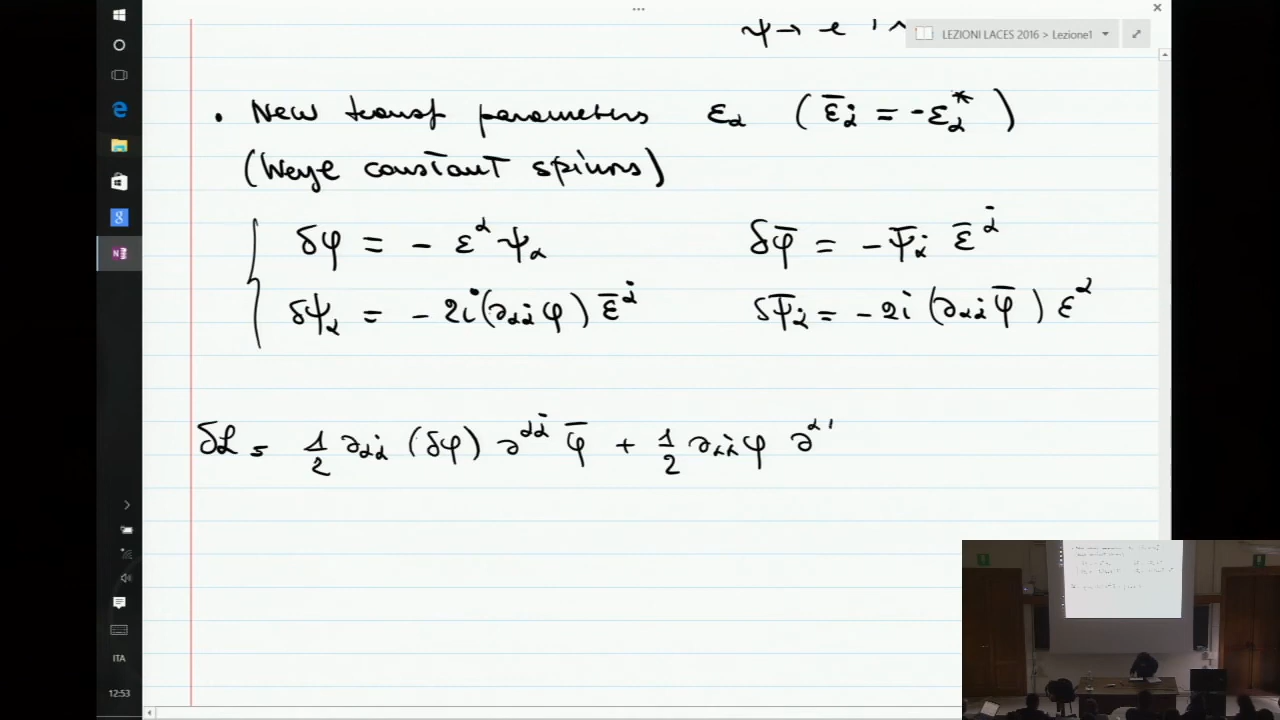 ψ → e
LEZIONI LACES 2016 > Lezione1
• New transf parameters ε_α ( ε̄_α̇ = -ε_α^* )
(Weyl constant spinors)
δφ = - ε^α ψ_α δφ̄ = - ψ̄_α̇ ε̄^α̇
δψ_α = - 2i (∂_αα̇ φ) ε̄^α̇ δψ̄_α̇ = - 2i (∂_αα̇ φ̄) ε^α
δL = 1/2 ∂_αα̇ (δφ) ∂^αα̇ φ̄ + 1/2 ∂_αα̇ φ ∂^α
ITA
12:53